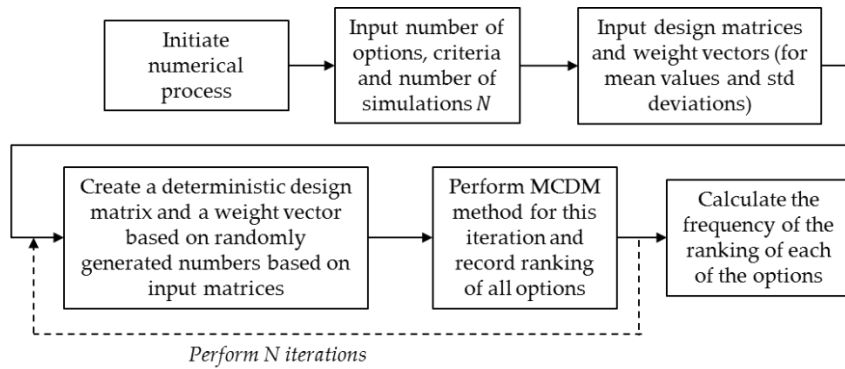 Initiate
numerical
process
Input number of
options, criteria
and number of
simulations N
Input design matrices
and weight vectors (for
mean values and std
deviations)
Create a deterministic design
matrix and a weight vector
based on randomly
generated numbers based on
input matrices
Perform MCDM
method for this
iteration and
record ranking
of all options
Calculate the
frequency of the
ranking of each
of the options
Perform N iterations